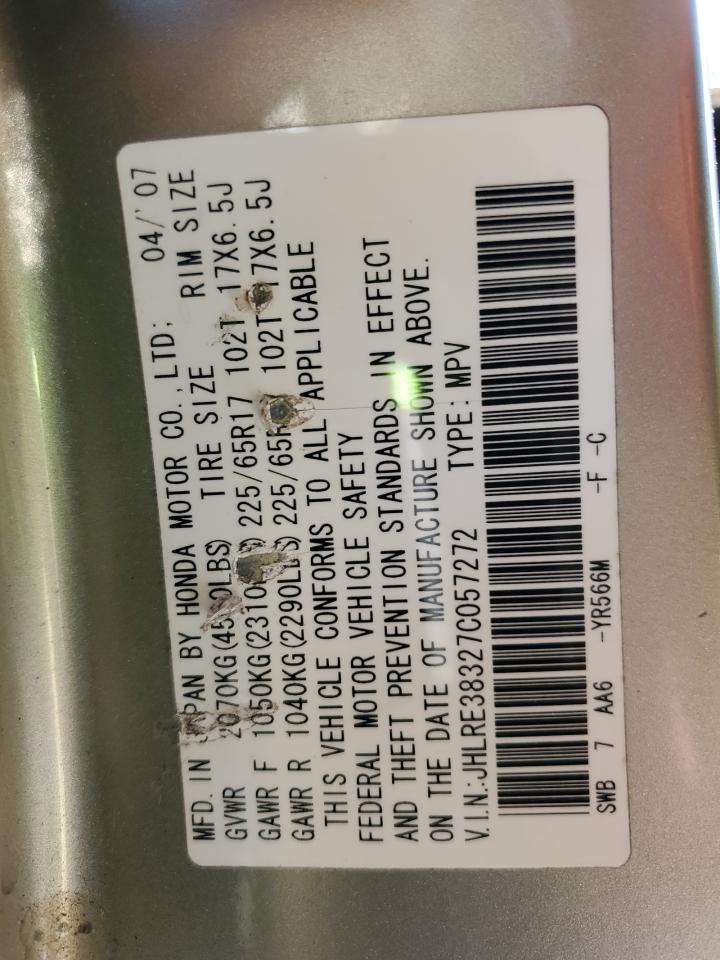 MFD. IN JAPAN BY HONDA MOTOR CO.,LTD; 04/'07
GVWR 2070KG( TIRE SIZE RIM SIZE
GAWR F 1050KG(2310 225/65R17 102T 17X6.5J
GAWR R 1040KG(2290LBS) 225/65R 102T 17X6.5J
THIS VEHICLE CONFORMS TO ALL APPLICABLE
FEDERAL MOTOR VEHICLE SAFETY
AND THEFT PREVENTION STANDARDS IN EFFECT
ON THE DATE OF MANUFACTURE SHOWN ABOVE.
V.I.N.:JHLRE38327C057272 TYPE:MPV
SWB 7 AA6 -YR566M -F -C